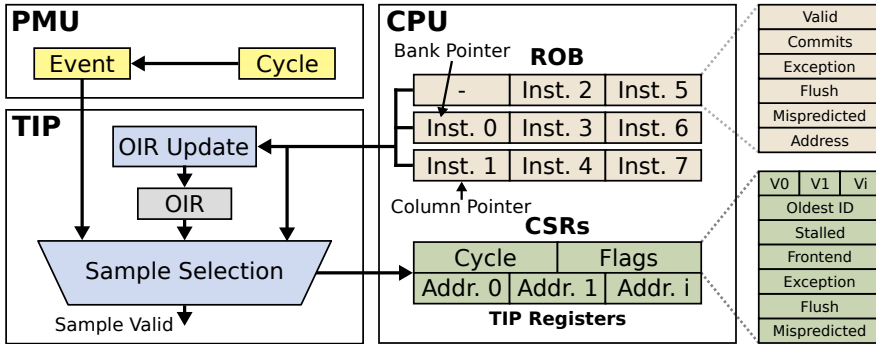 PMU
Event
Cycle
TIP
OIR Update
OIR
Sample Selection
Sample Valid
CPU
Bank Pointer
ROB
-
Inst. 2
Inst. 5
Inst. 0
Inst. 3
Inst. 6
Inst. 1
Inst. 4
Inst. 7
Column Pointer
CSRs
Cycle
Flags
Addr. 0
Addr. 1
Addr. i
TIP Registers
Valid
Commits
Exception
Flush
Mispredicted
Address
V0
V1
Vi
Oldest ID
Stalled
Frontend
Exception
Flush
Mispredicted